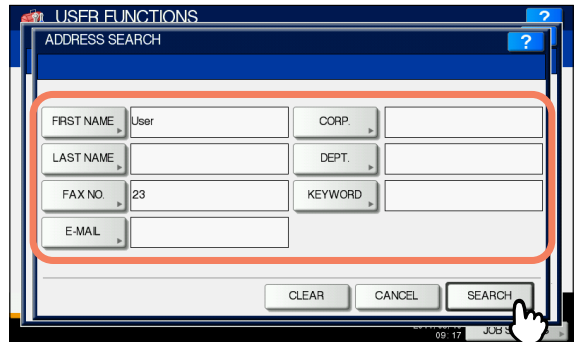 USER FUNCTIONS ?
ADDRESS SEARCH ?
FIRST NAME User CORP.
LAST NAME DEPT.
FAX NO. 23 KEYWORD
E-MAIL
CLEAR CANCEL SEARCH
09:17 JOB